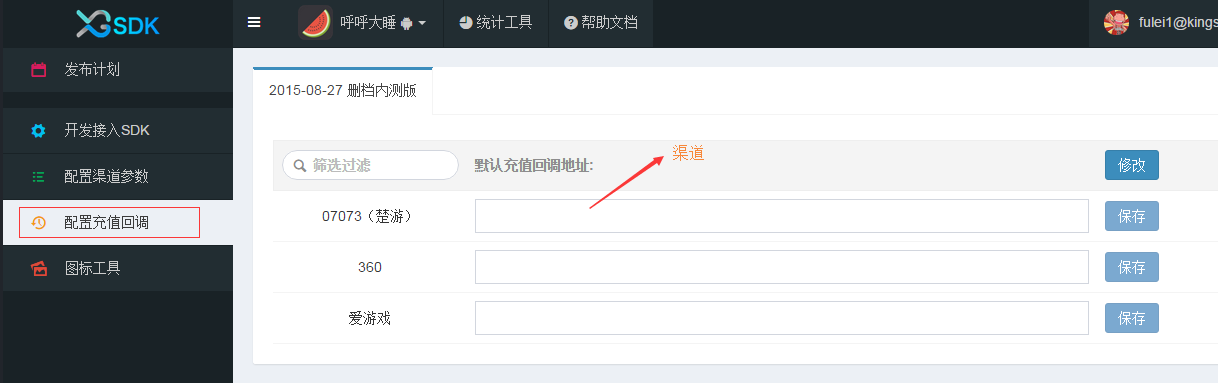 XGSDK
呼呼大睡
统计工具
帮助文档
fulei1@kings
发布计划
开发接入SDK
配置渠道参数
配置充值回调
图标工具
2015-08-27 删档内测版
筛选过滤
默认充值回调地址:
渠道
修改
07073（楚游）
保存
360
保存
爱游戏
保存